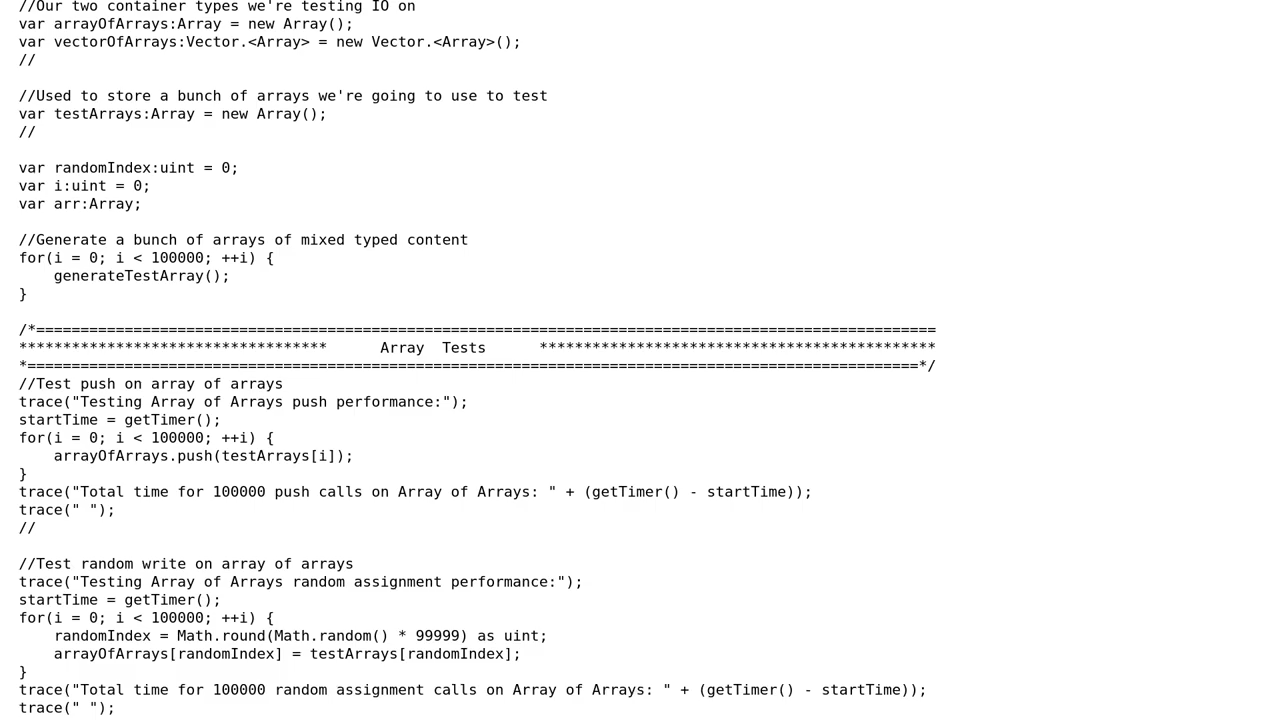 //Our two container types we're testing IO on
var arrayOfArrays:Array = new Array();
var vectorOfArrays:Vector.<Array> = new Vector.<Array>();
//

//Used to store a bunch of arrays we're going to use to test
var testArrays:Array = new Array();
//

var randomIndex:uint = 0;
var i:uint = 0;
var arr:Array;

//Generate a bunch of arrays of mixed typed content
for(i = 0; i < 100000; ++i) {
    generateTestArray();
}

/*======================================================================================================
***********************************      Array  Tests      *********************************************
*=====================================================================================================*/
//Test push on array of arrays
trace("Testing Array of Arrays push performance:");
startTime = getTimer();
for(i = 0; i < 100000; ++i) {
    arrayOfArrays.push(testArrays[i]);
}
trace("Total time for 100000 push calls on Array of Arrays: " + (getTimer() - startTime));
trace(" ");
//

//Test random write on array of arrays
trace("Testing Array of Arrays random assignment performance:");
startTime = getTimer();
for(i = 0; i < 100000; ++i) {
    randomIndex = Math.round(Math.random() * 99999) as uint;
    arrayOfArrays[randomIndex] = testArrays[randomIndex];
}
trace("Total time for 100000 random assignment calls on Array of Arrays: " + (getTimer() - startTime));
trace(" ");